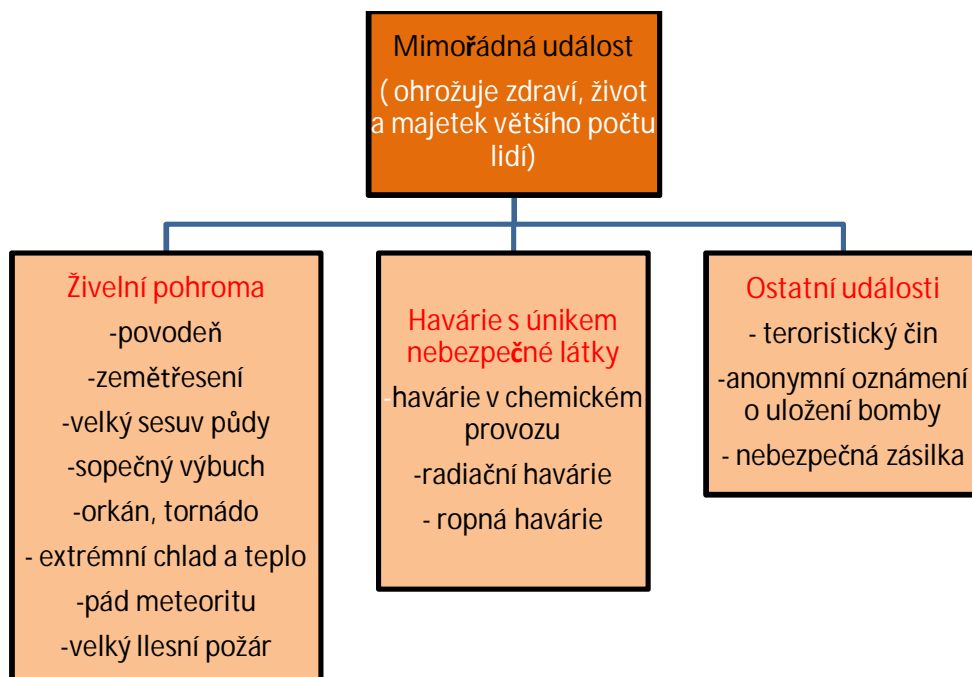 Mimořádná událost
( ohrožuje zdraví, život
a majetek většího počtu
lidí)
Živelní pohroma
-povodeň
-zemětřesení
-velký sesuv půdy
-sopečný výbuch
-orkán, tornádo
- extrémní chlad a teplo
-pád meteoritu
-velký llesní požár
Havárie s únikem
nebezpečné látky
-havárie v chemickém
provozu
-radiační havárie
- ropná havárie
Ostatní události
- teroristický čin
-anonymní oznámení
o uložení bomby
- nebezpečná zásilka